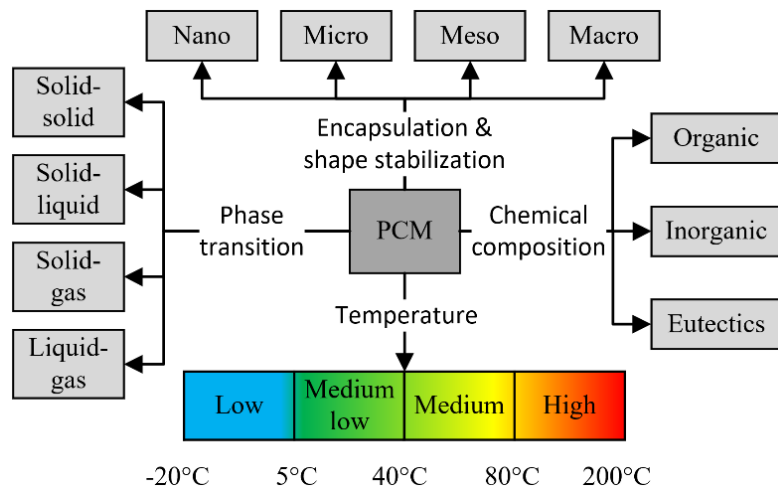 Nano
Micro
Meso
Macro
Solid-
solid
Solid-
liquid
Solid-
gas
Liquid-
gas
Encapsulation &
shape stabilization
Phase
transition
PCM
Chemical
composition
Organic
Inorganic
Eutectics
Temperature
Low
Medium
low
Medium
High
-20°C
5°C
40°C
80°C
200°C